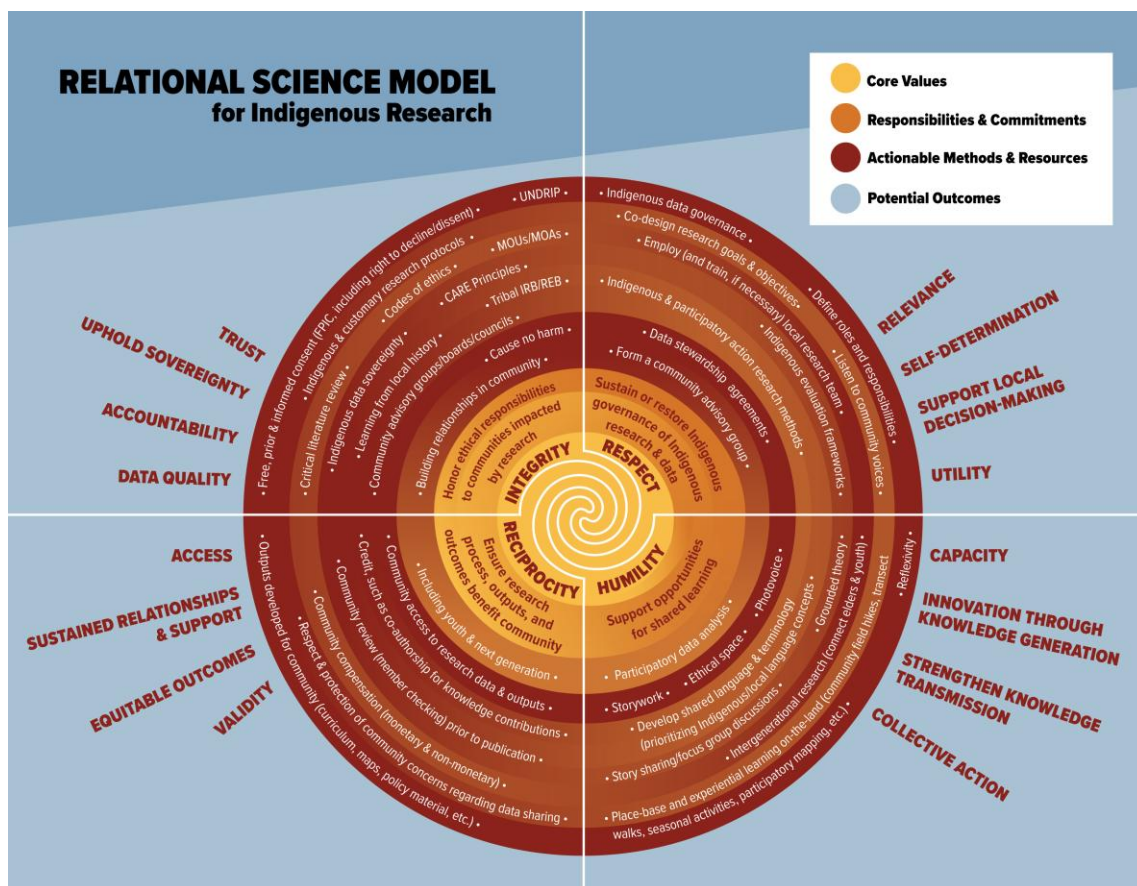 RELATIONAL SCIENCE MODEL
for Indigenous Research
Core Values
Responsibilities & Commitments
Actionable Methods & Resources
Potential Outcomes
TRUST
UPHOLD SOVEREIGNTY
ACCOUNTABILITY
DATA QUALITY
• UNDRIP •
• Free, prior & informed consent (FPIC, including right to decline/dissent) •
• Indigenous & customary research protocols •
• MOUs/MOAs
• Codes of ethics •
• Critical literature review •
• CARE Principles •
• Tribal IRB/REB •
• Indigenous data sovereignty •
• Learning from local history •
• Community advisory groups/boards/councils •
• Cause no harm •
• Building relationships in community •
Honor ethical responsibilities
to communities impacted
by research
INTEGRITY
• Indigenous data governance •
• Define roles and responsibilities •
• Co-design research goals & objectives •
• Listen to community voices •
• Employ (and train, if necessary) local research team •
• Indigenous evaluation frameworks •
• Indigenous & participatory action research methods •
• Data stewardship agreements •
• Form a community advisory group •
Sustain or restore Indigenous
governance of Indigenous
research & data
RESPECT
RELEVANCE
SELF-DETERMINATION
SUPPORT LOCAL
DECISION-MAKING
UTILITY
ACCESS
SUSTAINED RELATIONSHIPS
& SUPPORT
EQUITABLE OUTCOMES
VALIDITY
RECIPROCITY
Ensure research
process, outputs, and
outcomes benefit community
• Including youth & next generation •
• Community access to research data & outputs •
• Credit, such as co-authorship for knowledge contributions •
• Community review (member checking) prior to publication •
• Community compensation (monetary & non-monetary) •
• Respect & protection of community concerns regarding data sharing •
• Outputs developed for community (curriculum, maps, policy material, etc.) •
HUMILITY
Support opportunities
for shared learning
• Participatory data analysis •
• Storywork •
• Ethical space •
• Photovoice •
• Develop shared language & terminology
(prioritizing Indigenous/local language concepts) •
• Story sharing/focus group discussions •
• Grounded theory •
• Intergenerational research (connect elders & youth) •
• Place-base and experiential learning on-the-land (community field hikes, transect
walks, seasonal activities, participatory mapping, etc.) •
• Reflexivity •
CAPACITY
INNOVATION THROUGH
KNOWLEDGE GENERATION
STRENGTHEN KNOWLEDGE
TRANSMISSION
COLLECTIVE ACTION